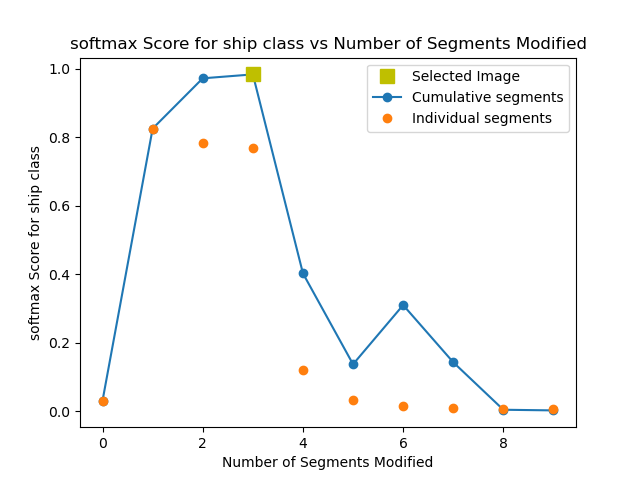 softmax Score for ship class vs Number of Segments Modified
Selected Image
Cumulative segments
Individual segments
softmax Score for ship class
1.0
0.8
0.6
0.4
0.2
0.0
0 2 4 6 8
Number of Segments Modified